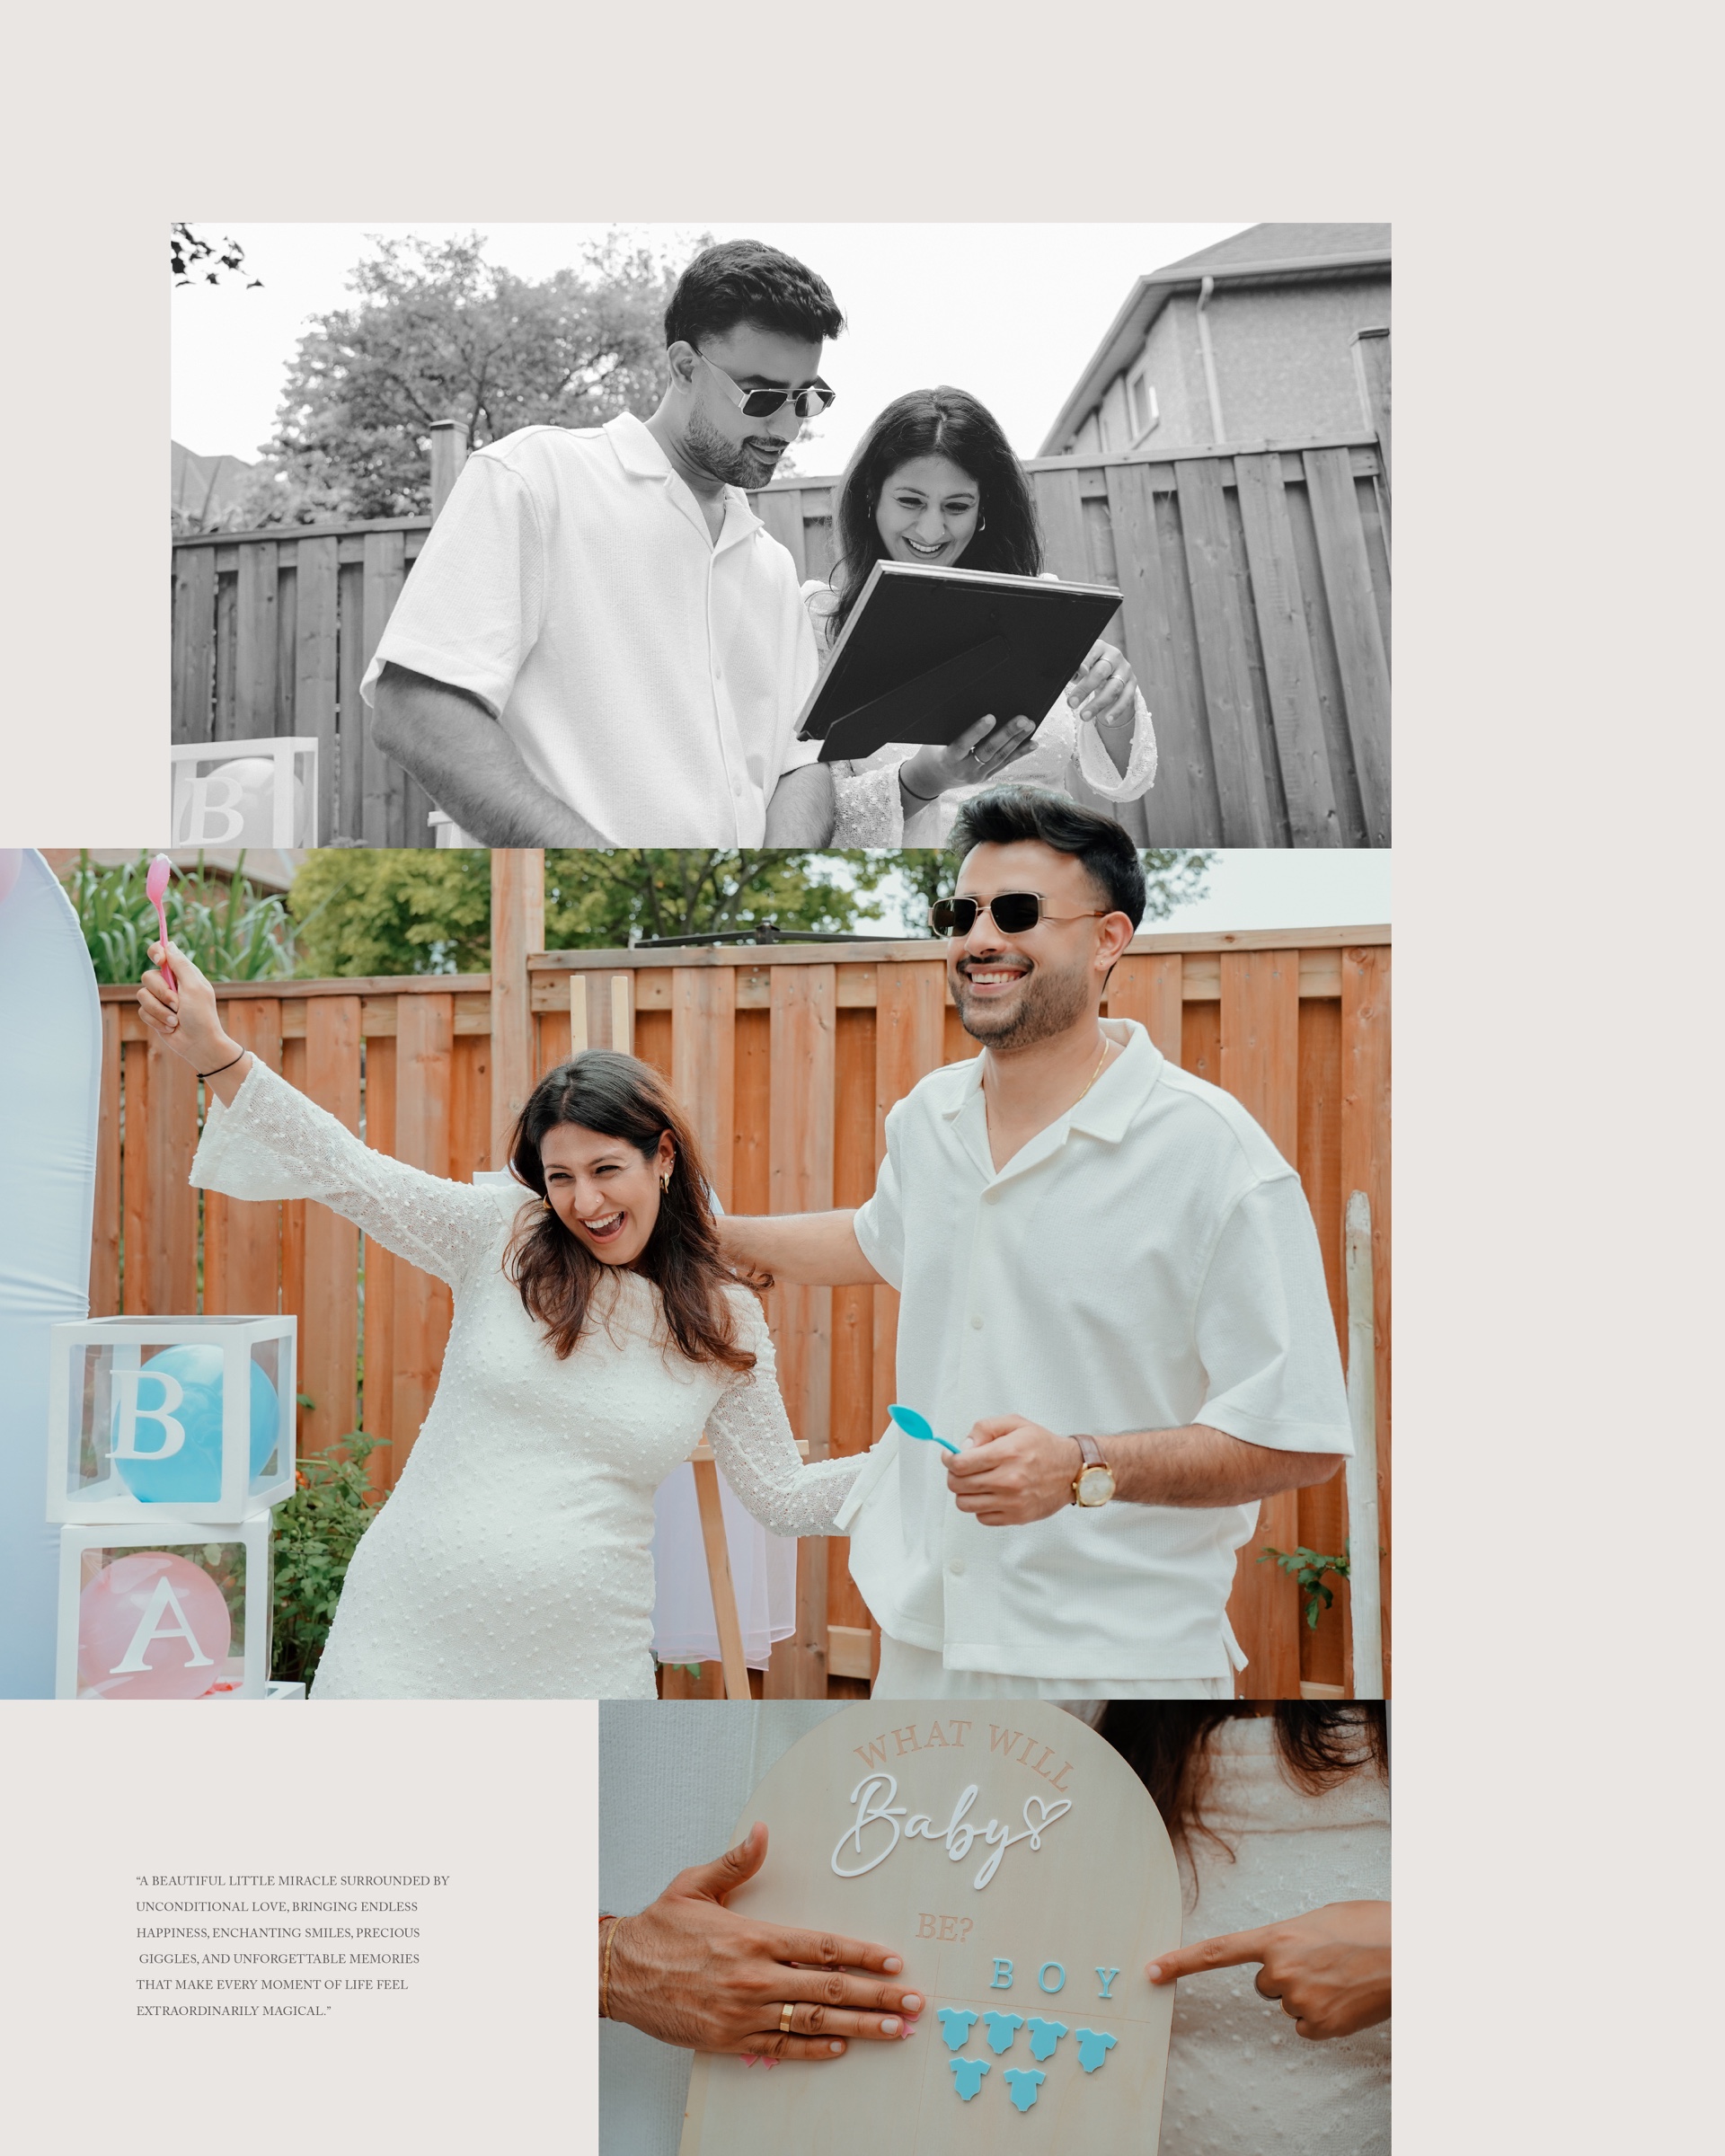 B
B
A
WHAT WILL
Baby
BE?
BOY
“A BEAUTIFUL LITTLE MIRACLE SURROUNDED BY
UNCONDITIONAL LOVE, BRINGING ENDLESS
HAPPINESS, ENCHANTING SMILES, PRECIOUS
GIGGLES, AND UNFORGETTABLE MEMORIES
THAT MAKE EVERY MOMENT OF LIFE FEEL
EXTRAORDINARILY MAGICAL.”